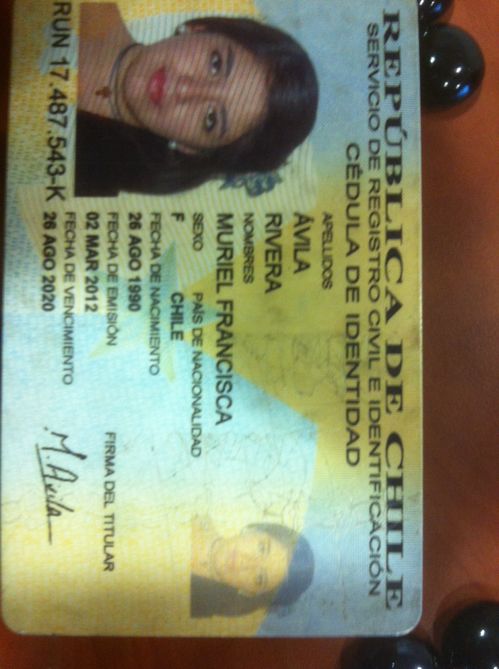 REPÚBLICA DE CHILE
SERVICIO DE REGISTRO CIVIL E IDENTIFICACIÓN
CÉDULA DE IDENTIDAD
APELLIDOS
ÁVILA
RIVERA
NOMBRES
MURIEL FRANCISCA
SEXO PAÍS DE NACIONALIDAD
F CHILE
FECHA DE NACIMIENTO
26 AGO 1990
FECHA DE EMISIÓN FIRMA DEL TITULAR
02 MAR 2012
FECHA DE VENCIMIENTO
26 AGO 2020 M. Avila
RUN 17.487.543-K